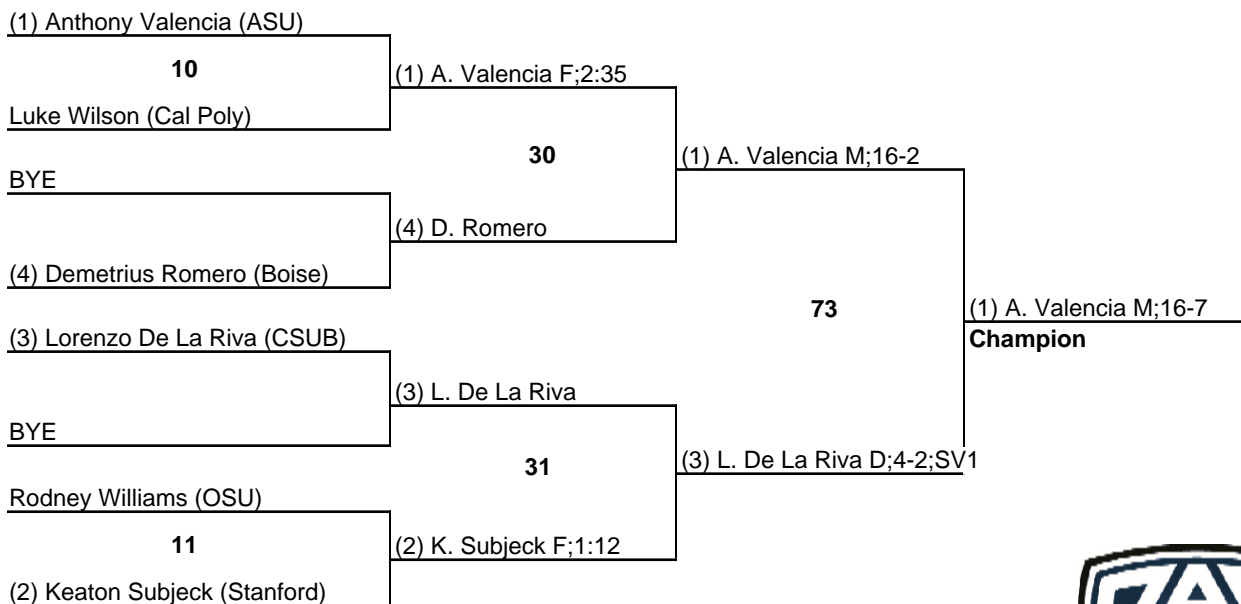 (1) Anthony Valencia (ASU)
10
(1) A. Valencia F;2:35
Luke Wilson (Cal Poly)
30
(1) A. Valencia M;16-2
BYE
(4) D. Romero
(4) Demetrius Romero (Boise)
73
(1) A. Valencia M;16-7
Champion
(3) Lorenzo De La Riva (CSUB)
(3) L. De La Riva
BYE
31
(3) L. De La Riva D;4-2;SV1
Rodney Williams (OSU)
11
(2) K. Subjeck F;1:12
(2) Keaton Subjeck (Stanford)